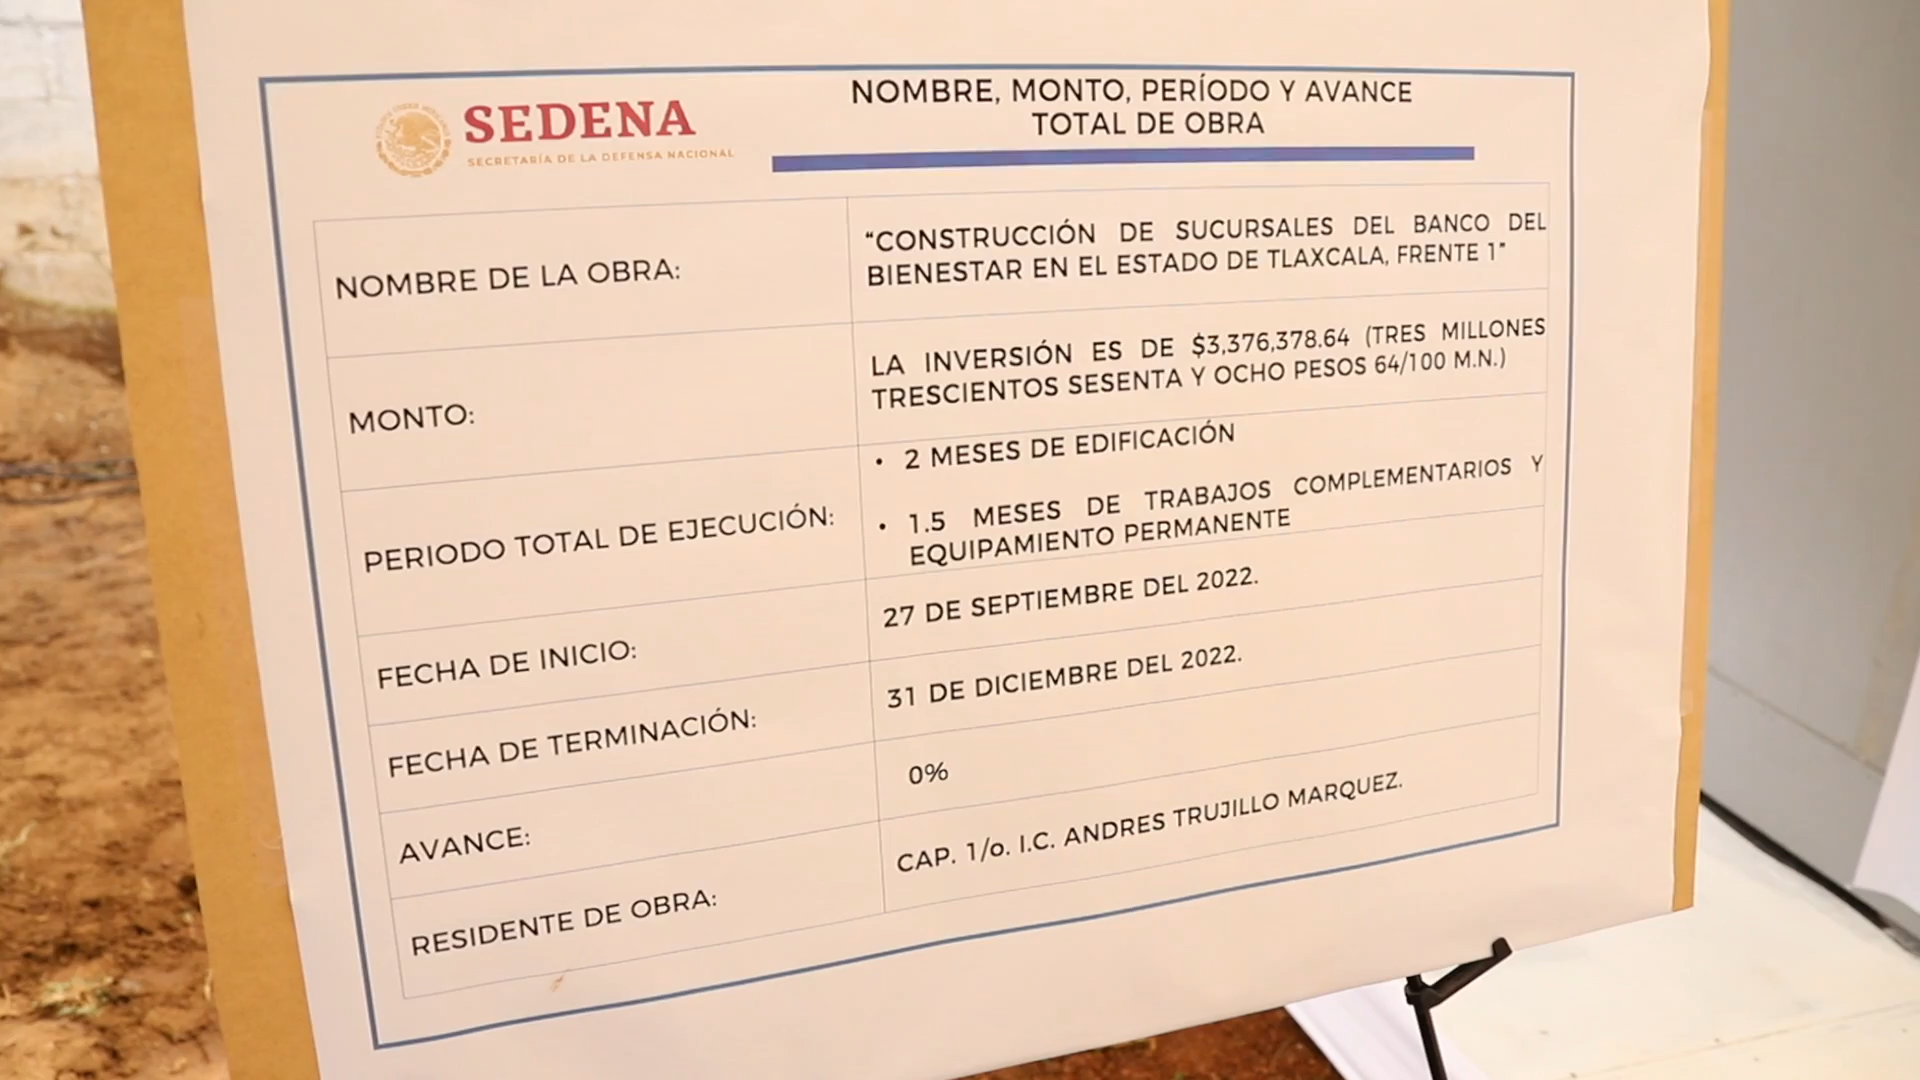 SEDENA
SECRETARÍA DE LA DEFENSA NACIONAL
NOMBRE, MONTO, PERÍODO Y AVANCE
TOTAL DE OBRA
NOMBRE DE LA OBRA:
“CONSTRUCCIÓN DE SUCURSALES DEL BANCO DEL
BIENESTAR EN EL ESTADO DE TLAXCALA, FRENTE 1”
MONTO:
LA INVERSIÓN ES DE $3,376,378.64 (TRES MILLONES
TRESCIENTOS SESENTA Y OCHO PESOS 64/100 M.N.)
PERIODO TOTAL DE EJECUCIÓN:
• 2 MESES DE EDIFICACIÓN
• 1.5 MESES DE TRABAJOS COMPLEMENTARIOS Y
EQUIPAMIENTO PERMANENTE
FECHA DE INICIO:
27 DE SEPTIEMBRE DEL 2022.
FECHA DE TERMINACIÓN:
31 DE DICIEMBRE DEL 2022.
AVANCE:
0%
RESIDENTE DE OBRA:
CAP. 1/o. I.C. ANDRES TRUJILLO MARQUEZ.